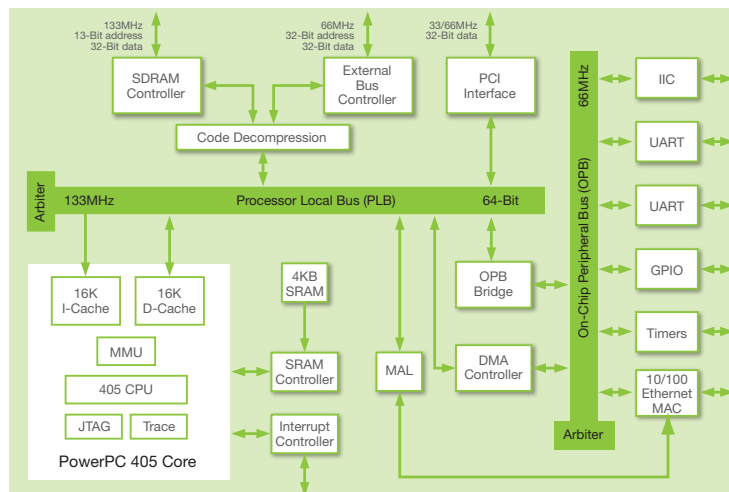 133MHz
13-Bit address
32-Bit data
66MHz
32-Bit address
32-Bit data
33/66MHz
32-Bit data
SDRAM
Controller
External
Bus
Controller
PCI
Interface
Code Decompression
Arbiter
133MHz
Processor Local Bus (PLB)
64-Bit
16K
I-Cache
16K
D-Cache
MMU
405 CPU
JTAG
Trace
PowerPC 405 Core
4KB
SRAM
SRAM
Controller
Interrupt
Controller
MAL
OPB
Bridge
DMA
Controller
66MHz
On-Chip Peripheral Bus (OPB)
Arbiter
IIC
UART
UART
GPIO
Timers
10/100
Ethernet
MAC